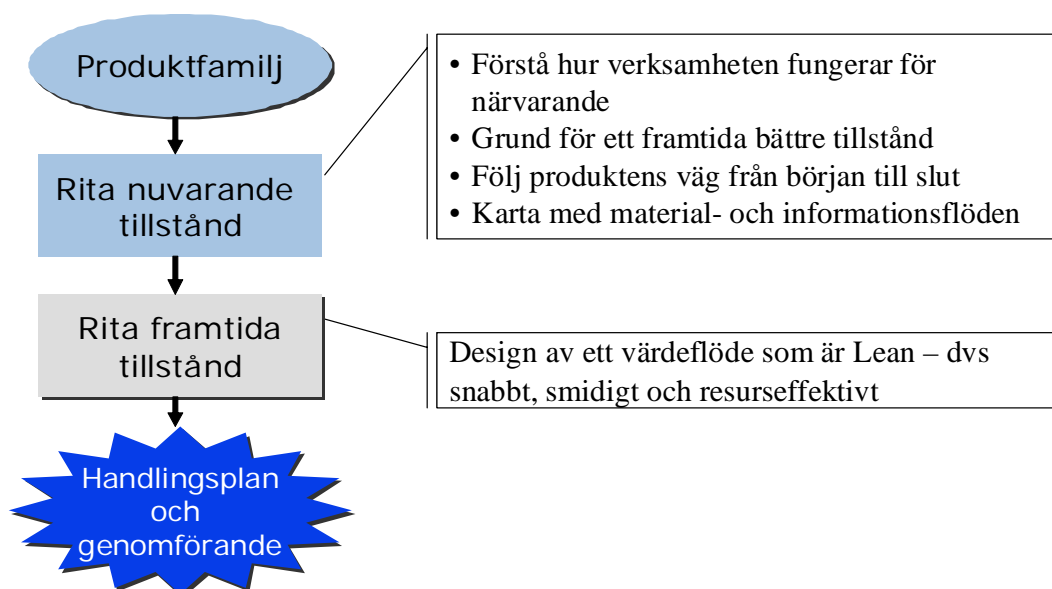 Produktfamilj
• Förstå hur verksamheten fungerar för
närvarande
• Grund för ett framtida bättre tillstånd
• Följ produktens väg från början till slut
• Karta med material- och informationsflöden
Rita nuvarande
tillstånd
Rita framtida
tillstånd
Design av ett värdeflöde som är Lean – dvs
snabbt, smidigt och resurseffektivt
Handlingsplan
och
genomförande